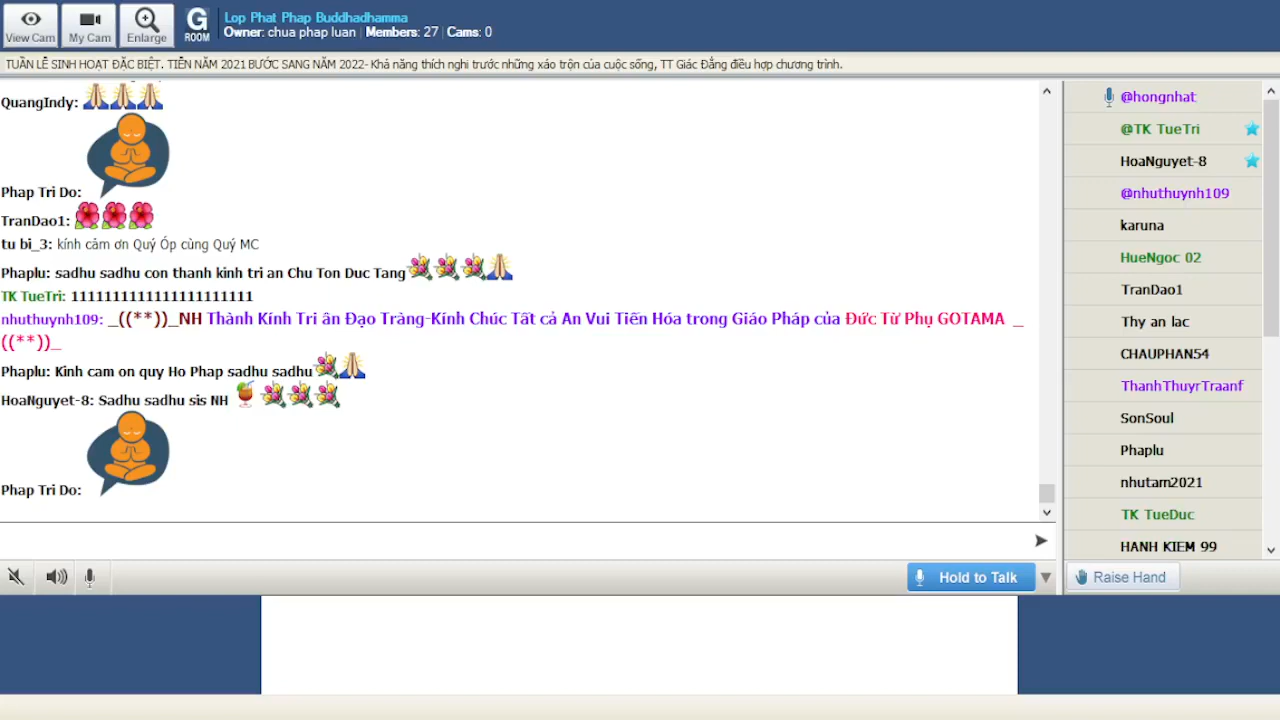 View Cam
My Cam
Enlarge
G
ROOM
Lop Phat Phap Buddhadhamma
Owner: chua phap luan | Members: 27 | Cams: 0
TUẦN LỄ SINH HOẠT ĐẶC BIỆT. TIỄN NĂM 2021 BƯỚC SANG NĂM 2022- Khả năng thích nghi trước những xáo trộn của cuộc sống, TT Giác Đẳng điều hợp chương trình.
QuangIndy:
Phap Tri Do:
TranDao1:
tu bi_3: kính cảm ơn Quý Óp cùng Quý MC
Phaplu: sadhu sadhu con thanh kinh tri an Chu Ton Duc Tang
TK TueTri: 1111111111111111111111
nhuthuynh109: _((**))_NH Thành Kính Tri ân Đạo Tràng-Kính Chúc Tất cả An Vui Tiến Hóa trong Giáo Pháp của Đức Từ Phụ GOTAMA _
((**))_
Phaplu: Kinh cam on quy Ho Phap sadhu sadhu
HoaNguyet-8: Sadhu sadhu sis NH
Phap Tri Do:
Hold to Talk
@hongnhat
@TK TueTri
HoaNguyet-8
@nhuthuynh109
karuna
HueNgoc 02
TranDao1
Thy an lac
CHAUPHAN54
ThanhThuyrTraanf
SonSoul
Phaplu
nhutam2021
TK TueDuc
HANH KIEM 99
Raise Hand